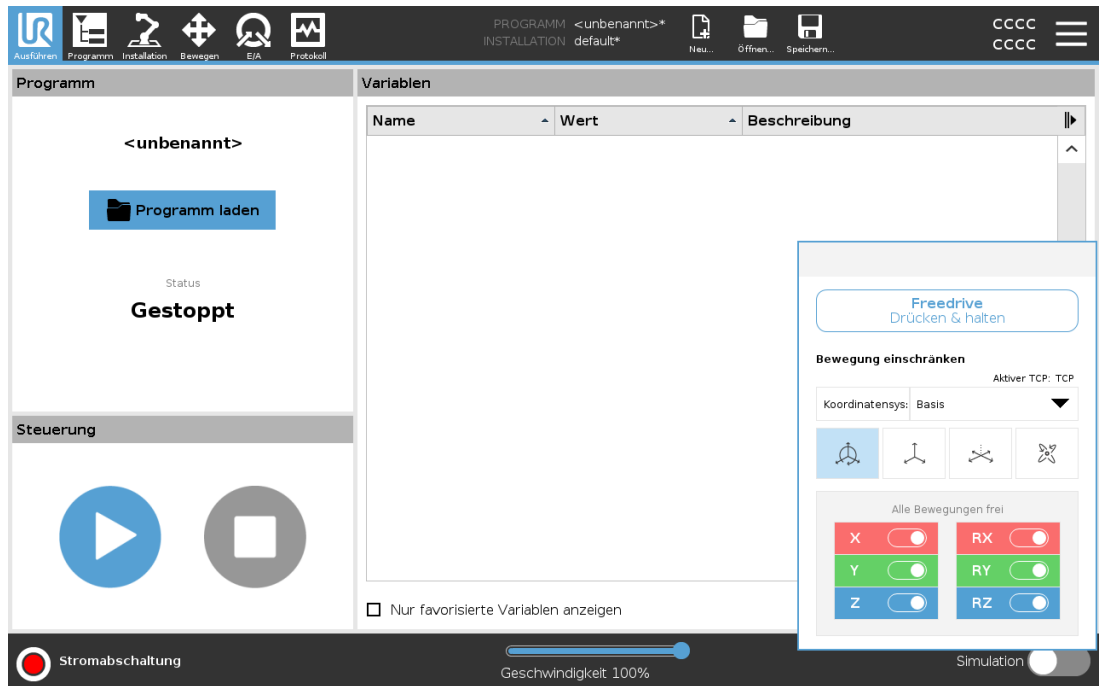 UR
PROGRAMM <unbenannt>*
INSTALLATION default*
CCCC
CCCC
Ausführen Programm Installation Bewegen E/A Protokoll
Neu... Öffnen... Speichern...
Programm
Variablen
<unbenannt>
Programm laden
Status
Gestoppt
Name Wert Beschreibung
Steuerung
Nur favorisierte Variablen anzeigen
Freedrive
Drücken & halten
Bewegung einschränken
Aktiver TCP: TCP
Koordinatensys: Basis
Alle Bewegungen frei
X RX
Y RY
Z RZ
Stromabschaltung
Geschwindigkeit 100%
Simulation